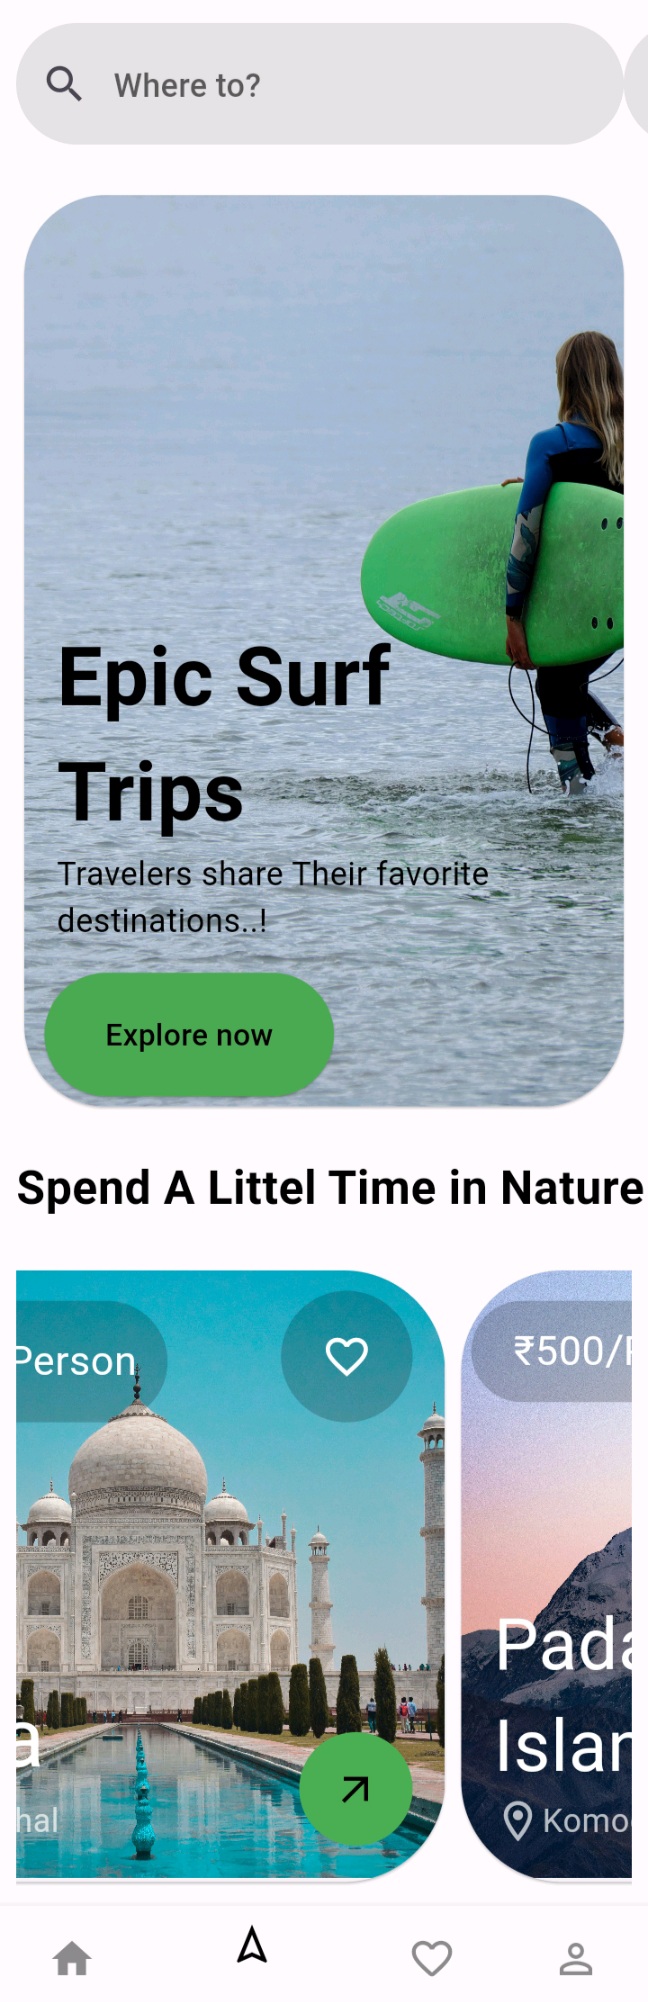 Where to?
Epic Surf
Trips
Travelers share Their favorite
destinations..!
Explore now
Spend A Littel Time in Nature
Person
₹500/P
a
hal
Pada
Islan
Komo